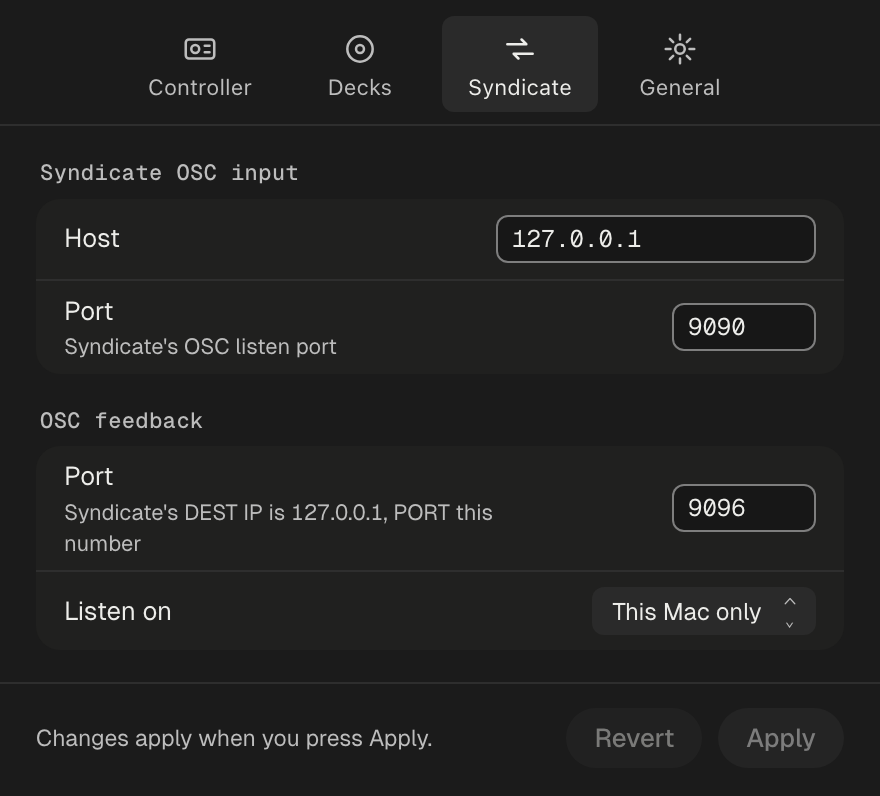 Controller
Decks
Syndicate
General
Syndicate OSC input
Host
127.0.0.1
Port
Syndicate's OSC listen port
9090
OSC feedback
Port
Syndicate's DEST IP is 127.0.0.1, PORT this
number
9096
Listen on
This Mac only
Changes apply when you press Apply.
Revert
Apply